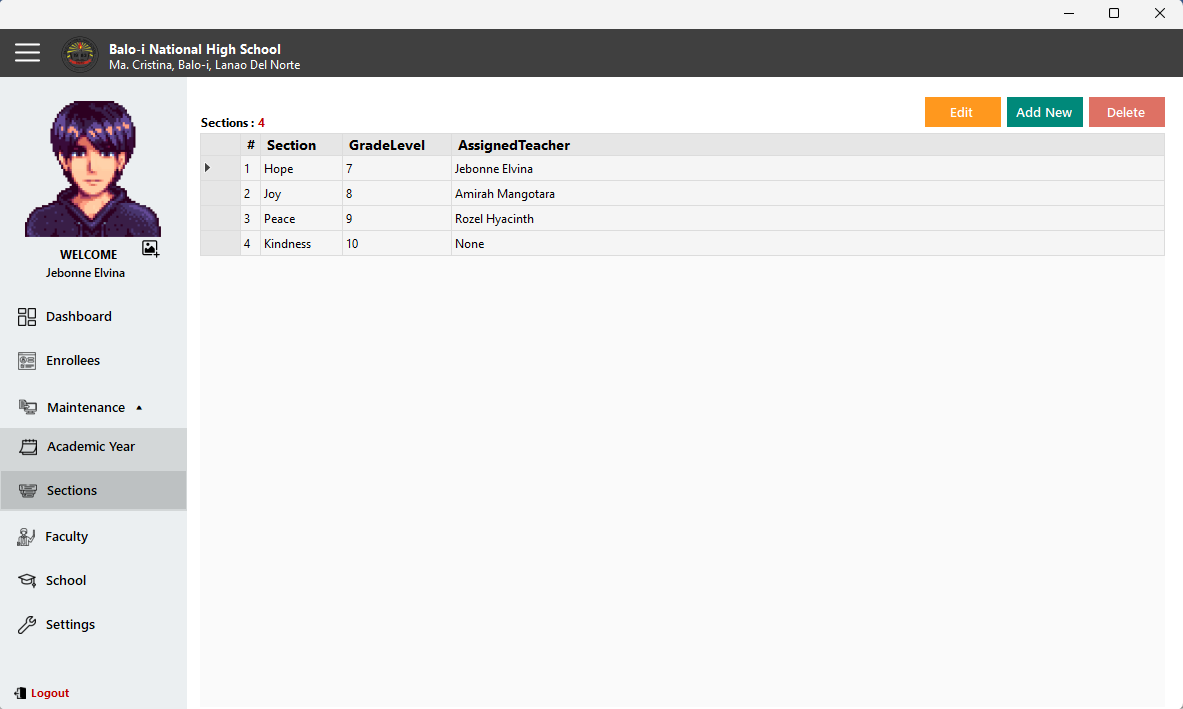 Balo-i National High School
Ma. Cristina, Balo-i, Lanao Del Norte
WELCOME
Jebonne Elvina
Dashboard
Enrollees
Maintenance
Academic Year
Sections
Faculty
School
Settings
Logout
Sections : 4
Edit Add New Delete
# Section GradeLevel AssignedTeacher
1 Hope 7 Jebonne Elvina
2 Joy 8 Amirah Mangotara
3 Peace 9 Rozel Hyacinth
4 Kindness 10 None